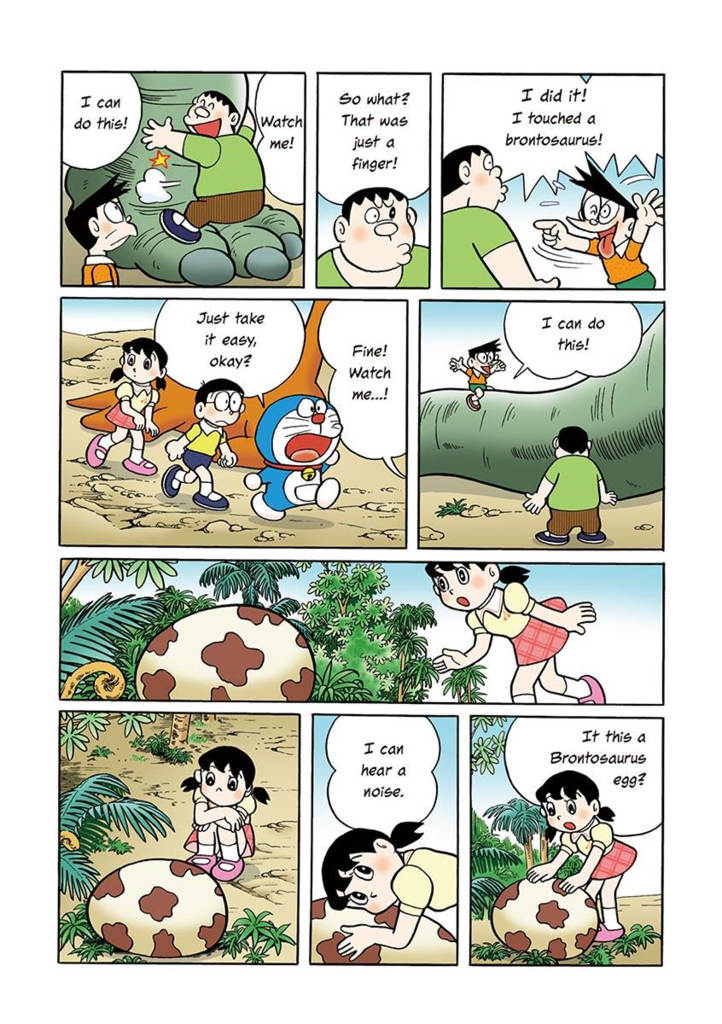 I did it!
I touched a
brontosaurus!
So what?
That was
just a
finger!
Watch
me!
I can
do this!
I can do
this!
Fine!
Watch
me...!
Just take
it easy,
okay?
It this a
Brontosaurus
egg?
I can
hear a
noise.